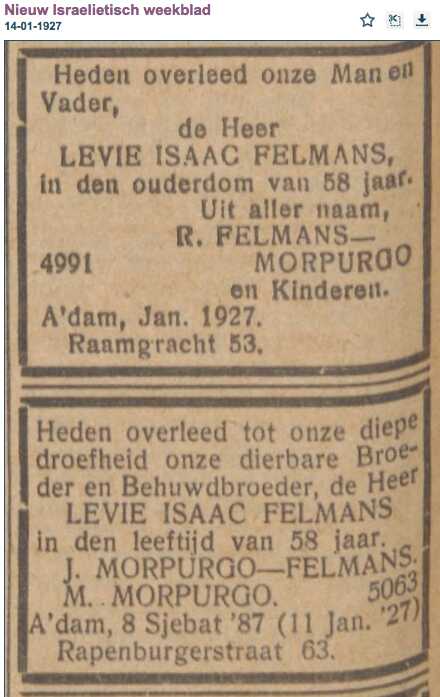 Nieuw Israelietisch weekblad
14-01-1927
Heden overleed onze Man en
Vader,
de Heer
LEVIE ISAAC FELMANS,
in den ouderdom van 58 jaar.
Uit aller naam,
R. FELMANS—
4991 MORPURGO
en Kinderen.
A'dam, Jan. 1927.
Raamgracht 53.
Heden overleed tot onze diepe
droefheid onze dierbare Broe-
der en Behuwdbroeder, de Heer
LEVIE ISAAC FELMANS
in den leeftijd van 58 jaar.
J. MORPURGO—FELMANS.
M. MORPURGO. 5063
A'dam, 8 Sjebat '87 (11 Jan. '27)
Rapenburgerstraat 63.